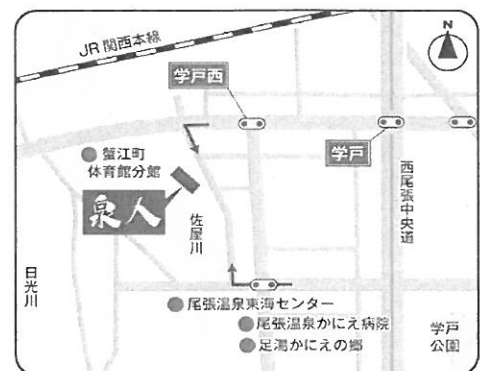 JR関西本線
N
学戸西
学戸
蟹江町
体育館分館
泉人
佐屋川
西尾張中央道
日光川
尾張温泉東海センター
尾張温泉かにえ病院
足湯かにえの郷
学戸
公園